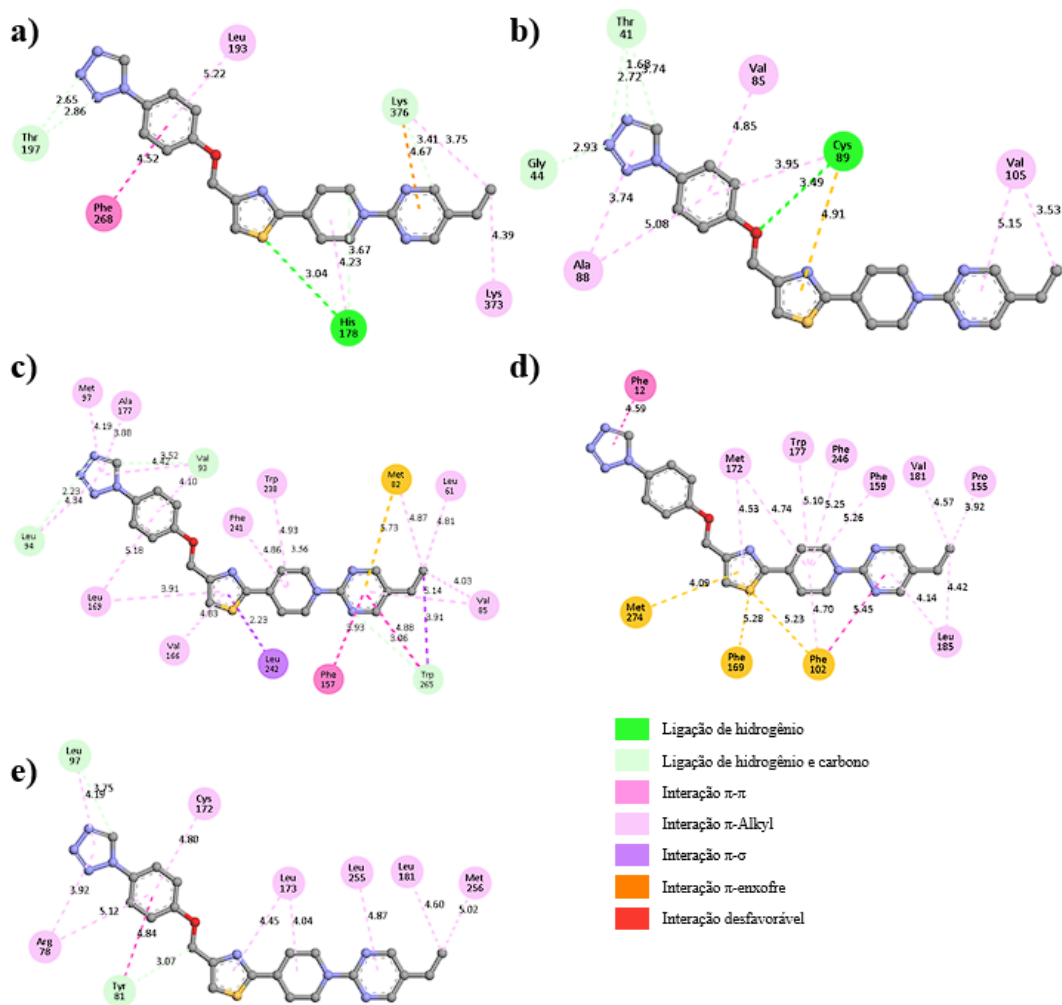 a)
Leu
193
5.22
2.65
2.86
Thr
197
4.52
Phe
268
Lys
376
3.41
3.75
4.67
3.67
4.23
3.04
4.39
Lys
373
His
178
b)
Thr
41
1.68
3.74
2.72
Val
85
4.85
Gly
44
2.93
Cys
89
3.95
3.49
3.74
5.08
4.91
Ala
88
Val
105
5.15
3.53
c)
Met
97
Ala
177
4.19
3.88
3.52
4.42
Val
93
4.10
2.23
4.34
Leu
94
5.18
Leu
169
3.91
Trp
238
Phe
241
4.93
4.86
3.56
Met
82
Leu
61
5.73
4.87
4.81
4.03
5.14
Val
85
3.91
4.63
Val
166
2.23
Leu
242
3.93
4.88
3.06
Phe
157
Trp
265
d)
Phe
12
4.59
Met
172
Trp
177
Phe
246
Phe
159
Val
181
Pro
155
4.53
4.74
5.10
5.25
5.26
4.57
3.92
4.09
Met
274
5.28
5.23
4.70
5.45
4.14
4.42
Phe
169
Phe
102
Leu
185
e)
Leu
97
3.75
4.19
Cys
172
4.80
3.92
5.12
Arg
78
4.84
3.07
Tyr
81
Leu
173
4.45
4.04
Leu
255
4.87
Leu
181
4.60
Met
256
5.02
Ligação de hidrogênio
Ligação de hidrogênio e carbono
Interação π-π
Interação π-Alkyl
Interação π-σ
Interação π-enxofre
Interação desfavorável